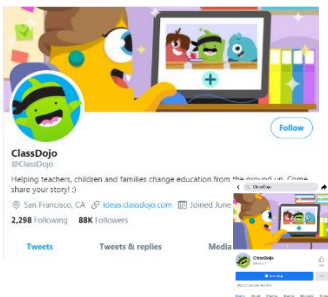 Follow
ClassDojo
@ClassDojo
Helping teachers, children and families change education from the ground up. Come
share your story! :)
San Francisco, CA ideas.classdojo.com Joined June
2,298 Following 88K Followers
Tweets Tweets & replies Media
ClassDojo
ClassDojo